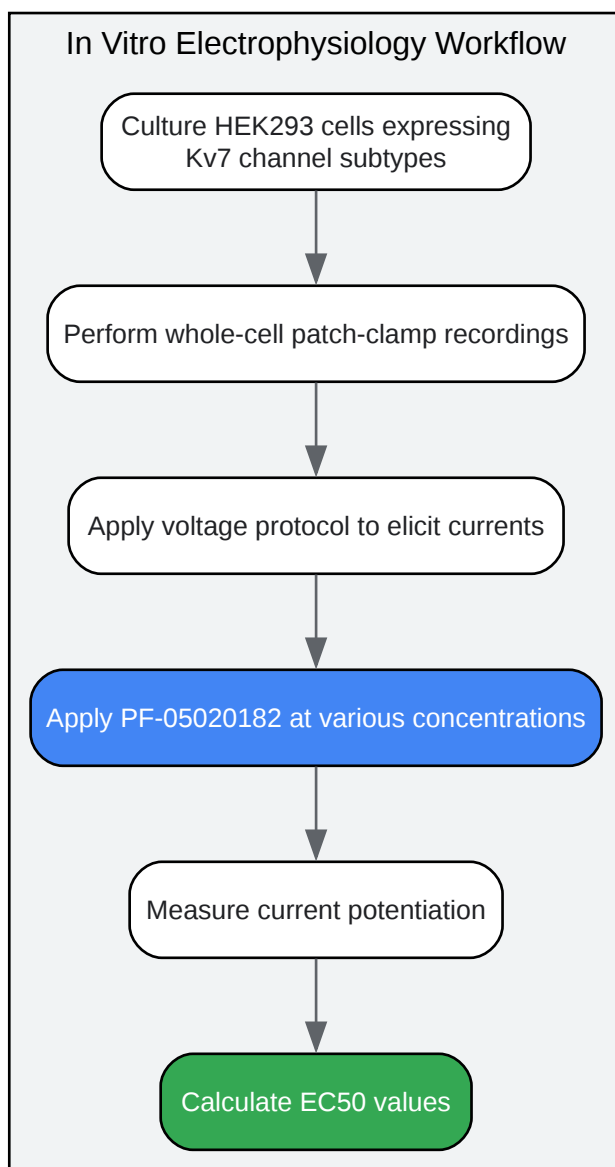 In Vitro Electrophysiology Workflow
Culture HEK293 cells expressing
Kv7 channel subtypes
Perform whole-cell patch-clamp recordings
Apply voltage protocol to elicit currents
Apply PF-05020182 at various concentrations
Measure current potentiation
Calculate EC50 values